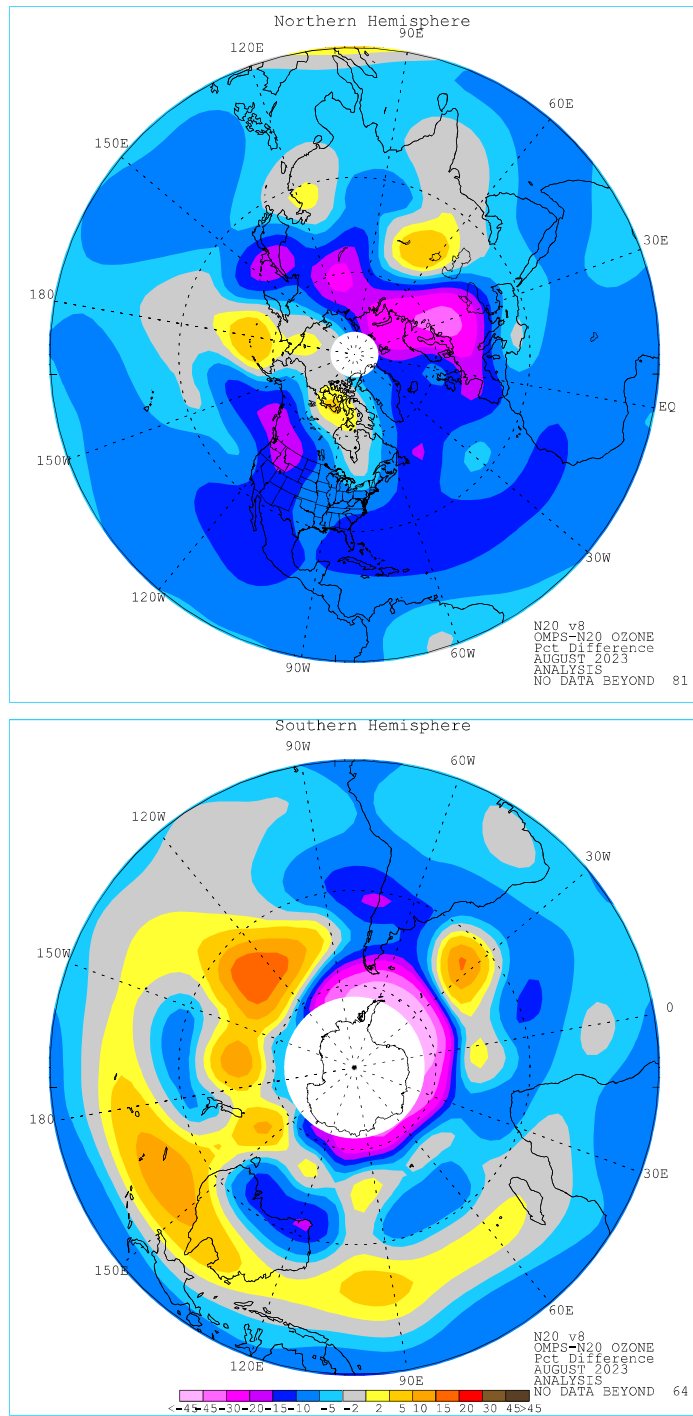 Northern Hemisphere
90E
120E
60E
150E
30E
180
EQ
150W
30W
120W
60W
90W
N20 v8
OMPS-N20 OZONE
Pct Difference
AUGUST 2023
ANALYSIS
NO DATA BEYOND 81
Southern Hemisphere
90W
60W
120W
30W
150W
0
180
30E
150E
60E
120E
90E
N20 v8
OMPS-N20 OZONE
Pct Difference
AUGUST 2023
ANALYSIS
NO DATA BEYOND 64
<-45 -45 -30 -20 -15 -10 -5 -2 2 5 10 15 20 30 45 >45